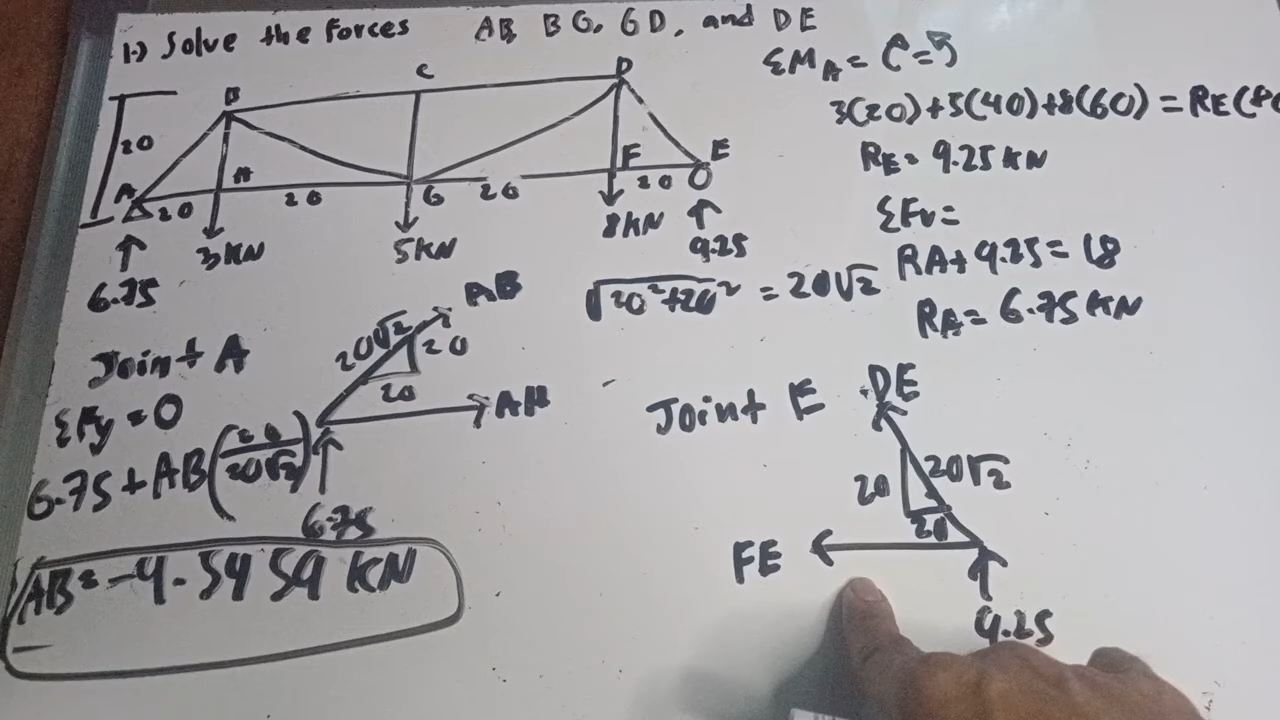 1.) Solve the Forces AB, BG, GD, and DE
C
D
B
20
A
H
G
F
E
20
20
20
20
3KN
5KN
8KN
9.25
6.75
ΣMA = ↻=↺
3(20)+5(40)+8(60) = RE(80
RE = 9.25 KN
ΣFv =
RA + 9.25 = 18
RA = 6.75 KN
√20²+20² = 20√2
Joint A
ΣFy = 0
6.75 + AB(20/20√2)
AB
20√2
20
20
AH
6.75
AB = -9.5459 KN
Joint E
DE
20
20√2
20
FE
9.25